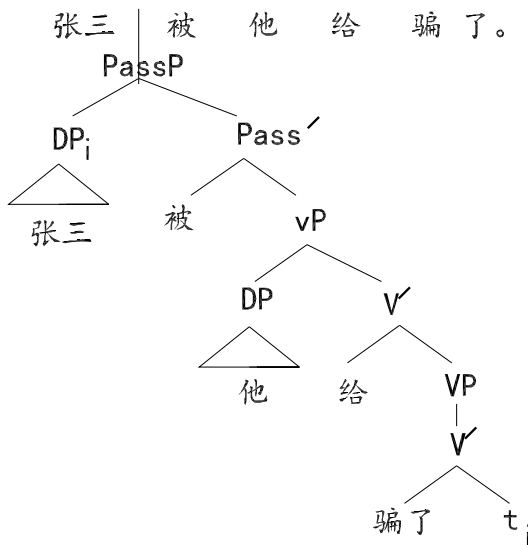 张三 被 他 给 骗了。
PassP
DPi Pass′
张三 被 vP
DP V′
他 给 VP
V′
骗了 ti